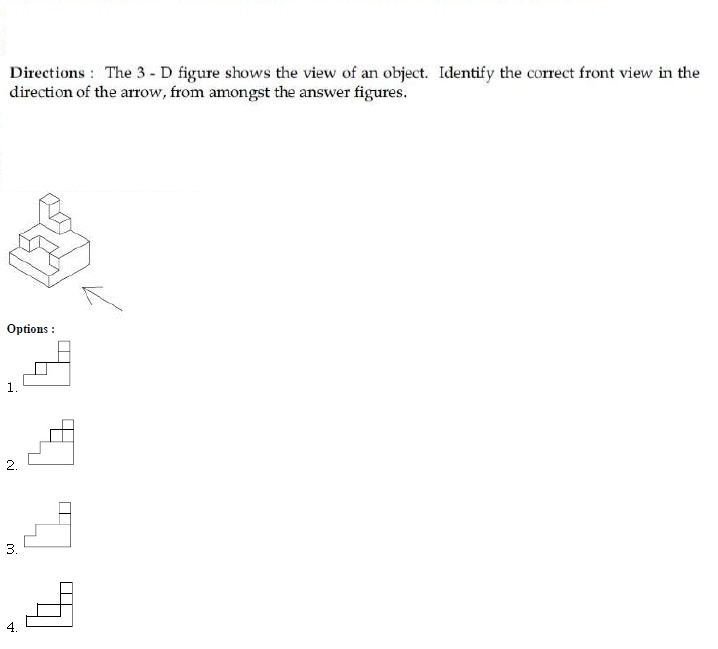 Directions : The 3 - D figure shows the view of an object. Identify the correct front view in the
direction of the arrow, from amongst the answer figures.
Options :
1.
2.
3.
4.